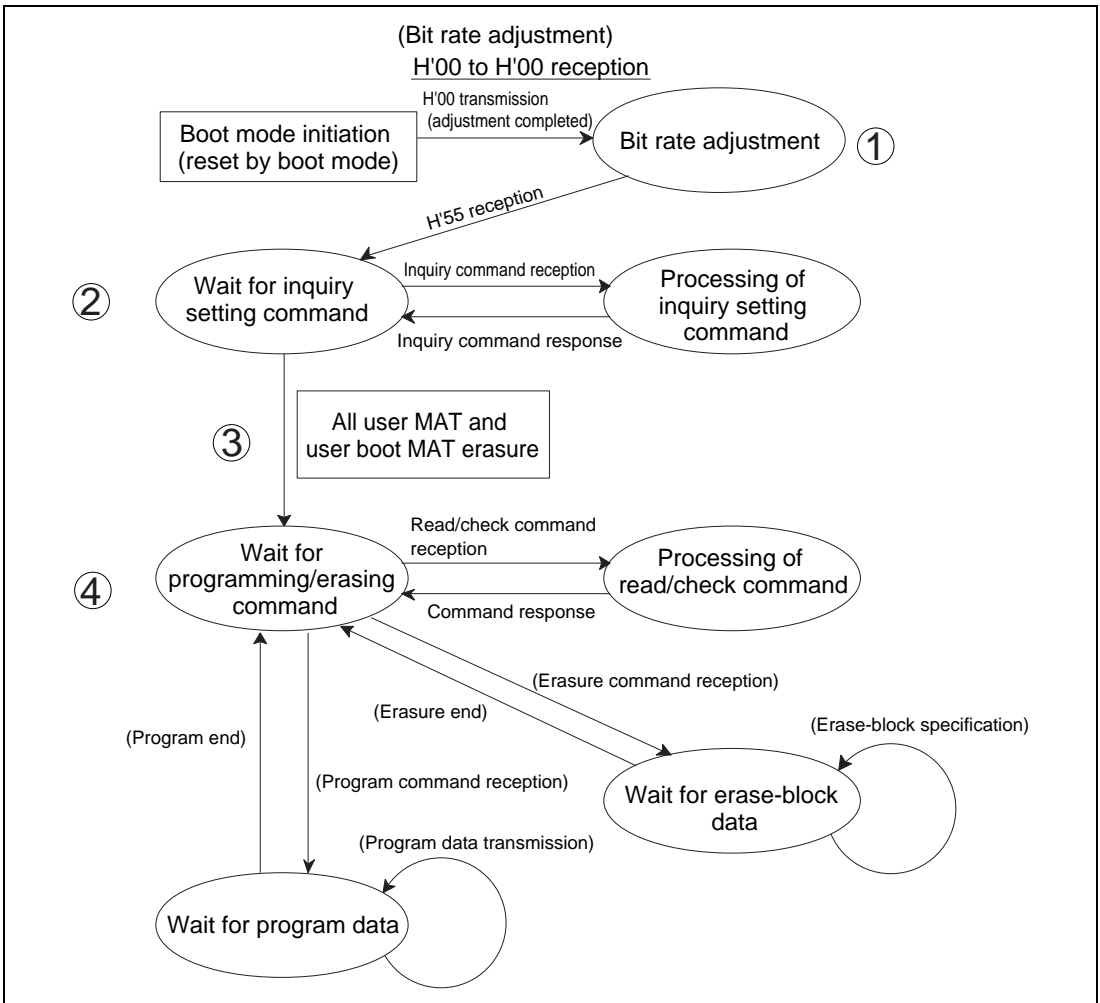 (Bit rate adjustment)
H'00 to H'00 reception
H'00 transmission
(adjustment completed)
Boot mode initiation
(reset by boot mode)
Bit rate adjustment
1
H'55 reception
2
Wait for inquiry
setting command
Inquiry command reception
Inquiry command response
Processing of
inquiry setting
command
3
All user MAT and
user boot MAT erasure
4
Wait for
programming/erasing
command
Read/check command
reception
Command response
Processing of
read/check command
(Erasure command reception)
(Erasure end)
(Program end)
(Program command reception)
(Erase-block specification)
Wait for erase-block
data
(Program data transmission)
Wait for program data